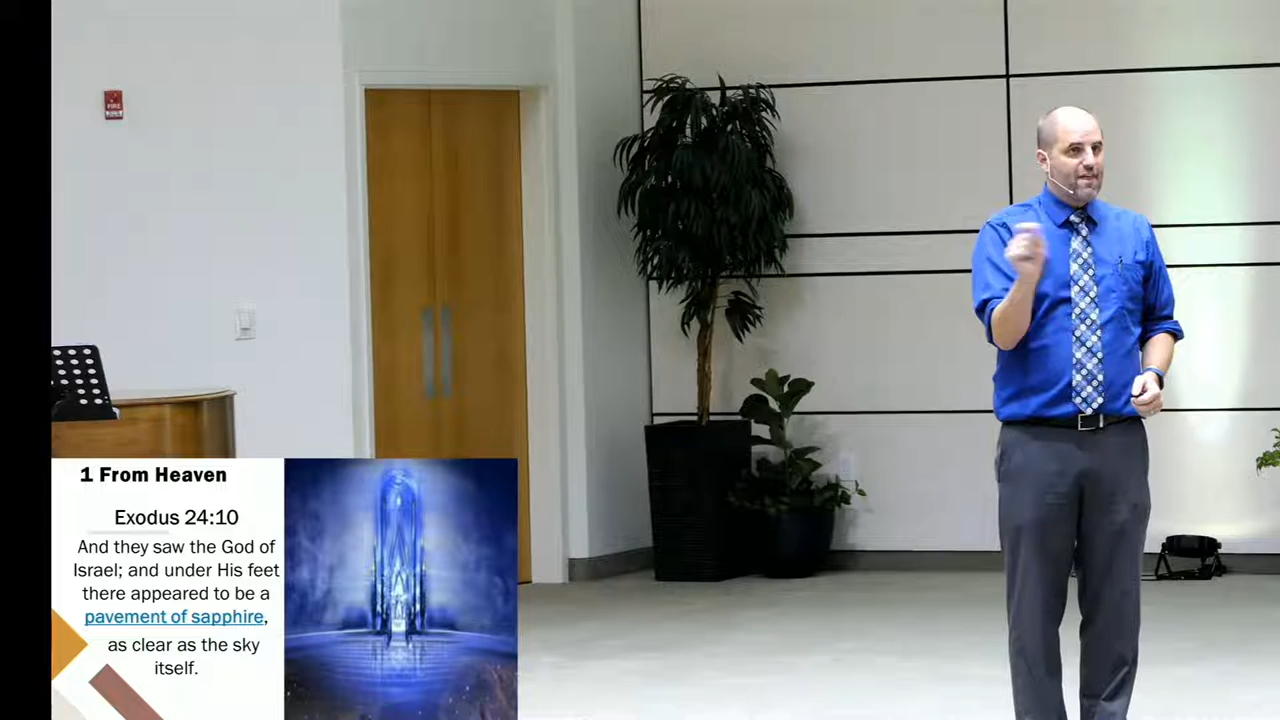 FIRE
1 From Heaven
Exodus 24:10
And they saw the God of
Israel; and under His feet
there appeared to be a
pavement of sapphire,
as clear as the sky
itself.